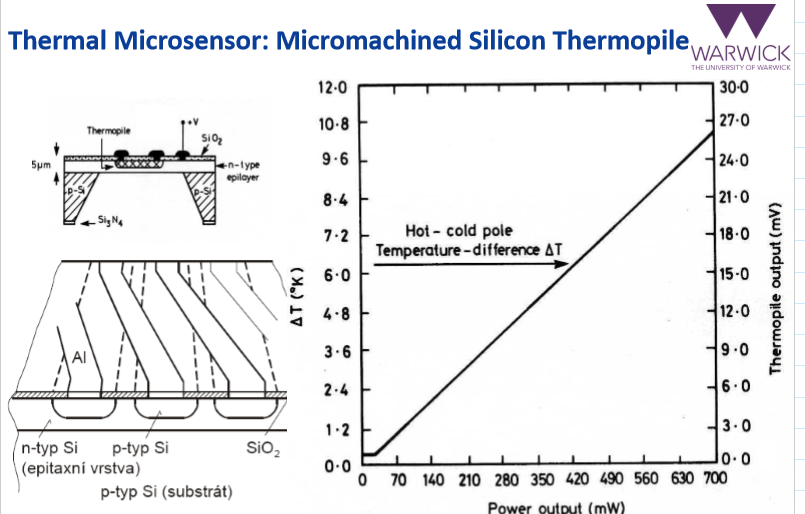 Thermal Microsensor: Micromachined Silicon Thermopile
WARWICK
THE UNIVERSITY OF WARWICK
+V
Thermopile
SiO₂
5µm
n-type
epilayer
p-Si
p-Si
Si₃N₄
Al
n-typ Si
(epitaxní vrstva)
p-typ Si
SiO₂
p-typ Si (substrát)
12·0
10·8
9·6
8·4
7·2
6·0
4·8
3·6
2·4
1·2
0·0
ΔT (°K)
Hot - cold pole
Temperature - difference ΔT
30·0
27·0
24·0
21·0
18·0
15·0
12·0
9·0
6·0
3·0
0·0
Thermopile output (mV)
0 70 140 210 280 350 420 490 560 630 700
Power output (mW)